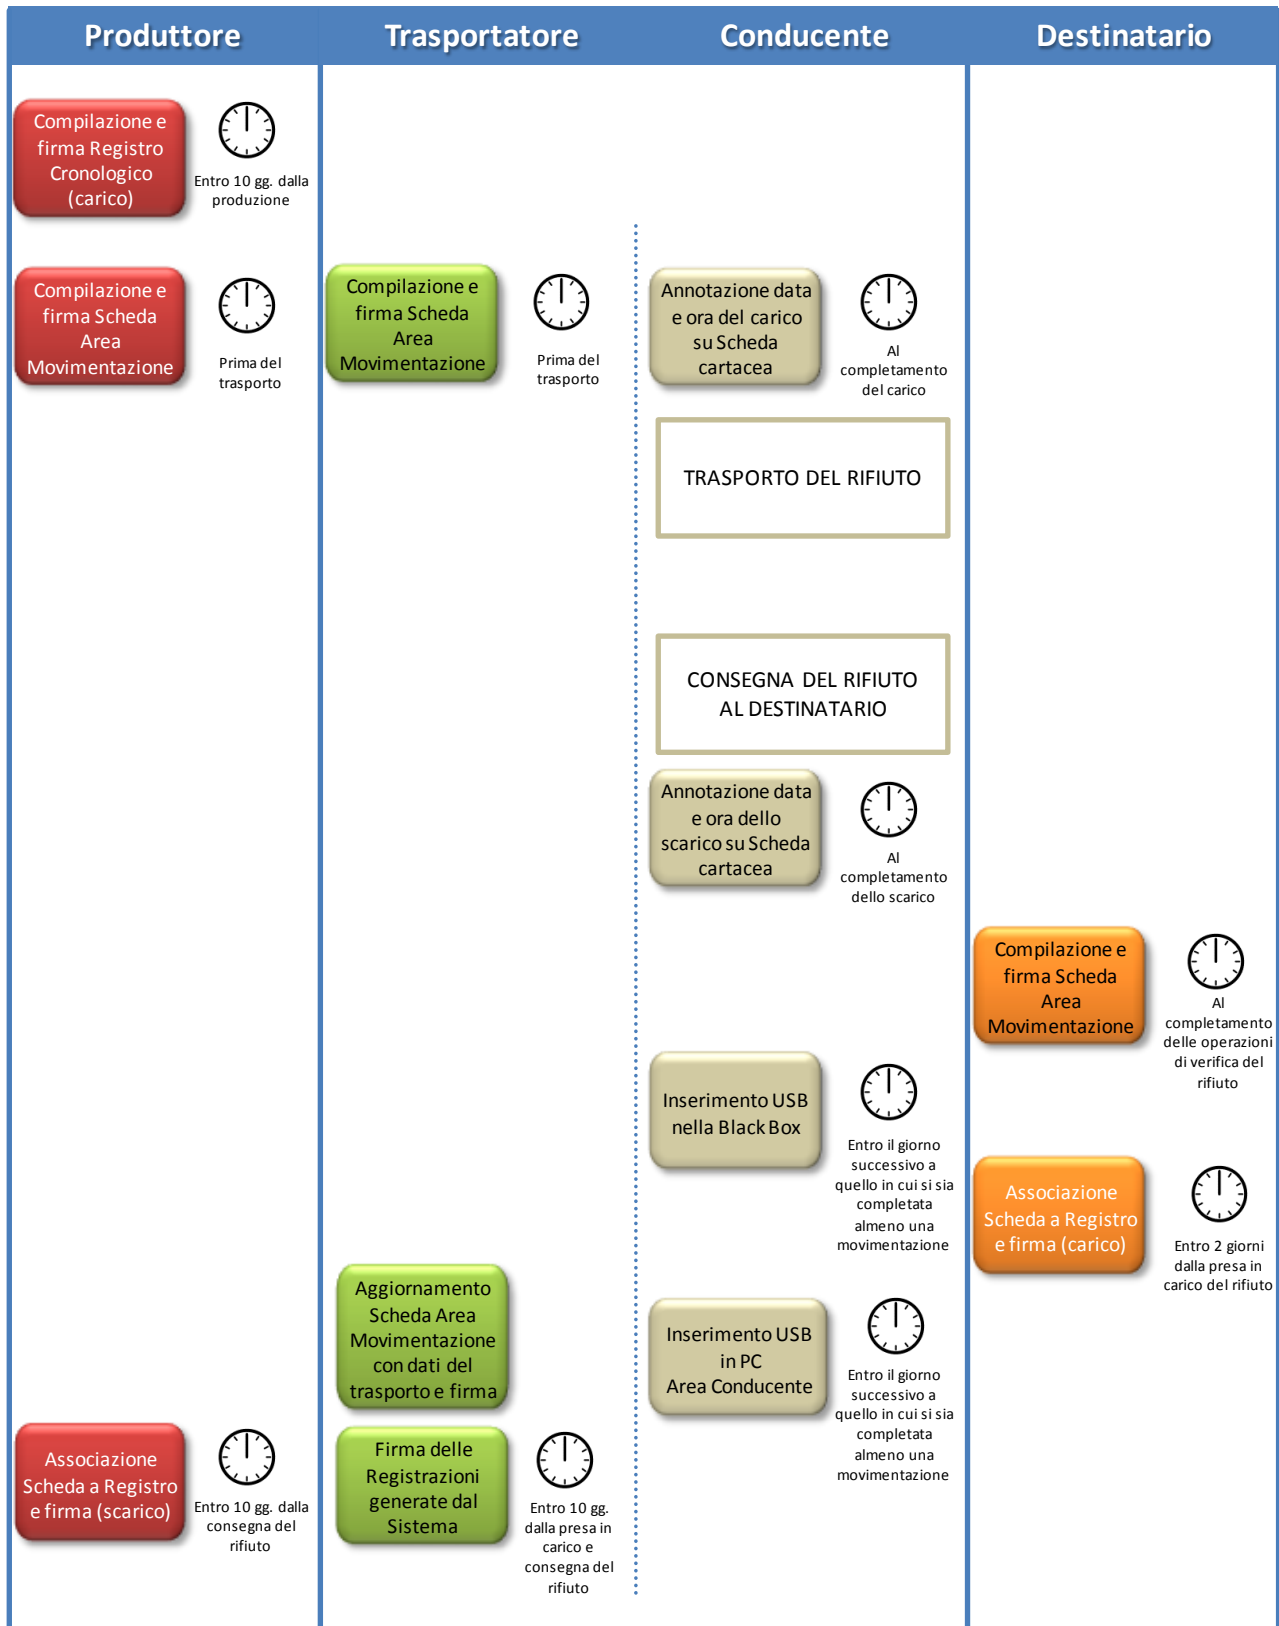 Produttore
Trasportatore
Conducente
Destinatario
Compilazione e
firma Registro
Cronologico
(carico)
Entro 10 gg. dalla
produzione
Compilazione e
firma Scheda
Area
Movimentazione
Prima del
trasporto
Compilazione e
firma Scheda
Area
Movimentazione
Prima del
trasporto
Annotazione data
e ora del carico
su Scheda
cartacea
Al
completamento
del carico
TRASPORTO DEL RIFIUTO
CONSEGNA DEL RIFIUTO
AL DESTINATARIO
Annotazione data
e ora dello
scarico su Scheda
cartacea
Al
completamento
dello scarico
Compilazione e
firma Scheda
Area
Movimentazione
Al
completamento
delle operazioni
di verifica del
rifiuto
Inserimento USB
nella Black Box
Entro il giorno
successivo a
quello in cui si sia
completata
almeno una
movimentazione
Associazione
Scheda a Registro
e firma (carico)
Entro 2 giorni
dalla presa in
carico del rifiuto
Aggiornamento
Scheda Area
Movimentazione
con dati del
trasporto e firma
Inserimento USB
in PC
Area Conducente
Entro il giorno
successivo a
quello in cui si sia
completata
almeno una
movimentazione
Associazione
Scheda a Registro
e firma (scarico)
Entro 10 gg. dalla
consegna del
rifiuto
Firma delle
Registrazioni
generate dal
Sistema
Entro 10 gg.
dalla presa in
carico e
consegna del
rifiuto